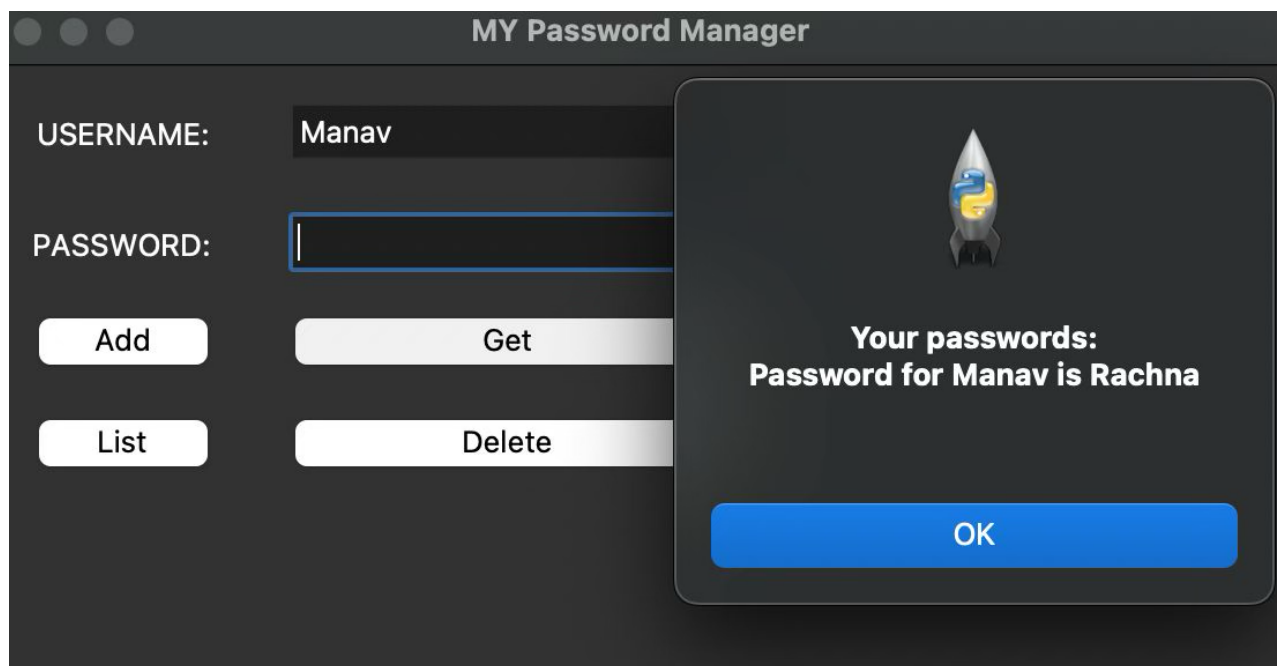 MY Password Manager
USERNAME:
Manav
PASSWORD:
Add
Get
List
Delete
Your passwords:
Password for Manav is Rachna
OK